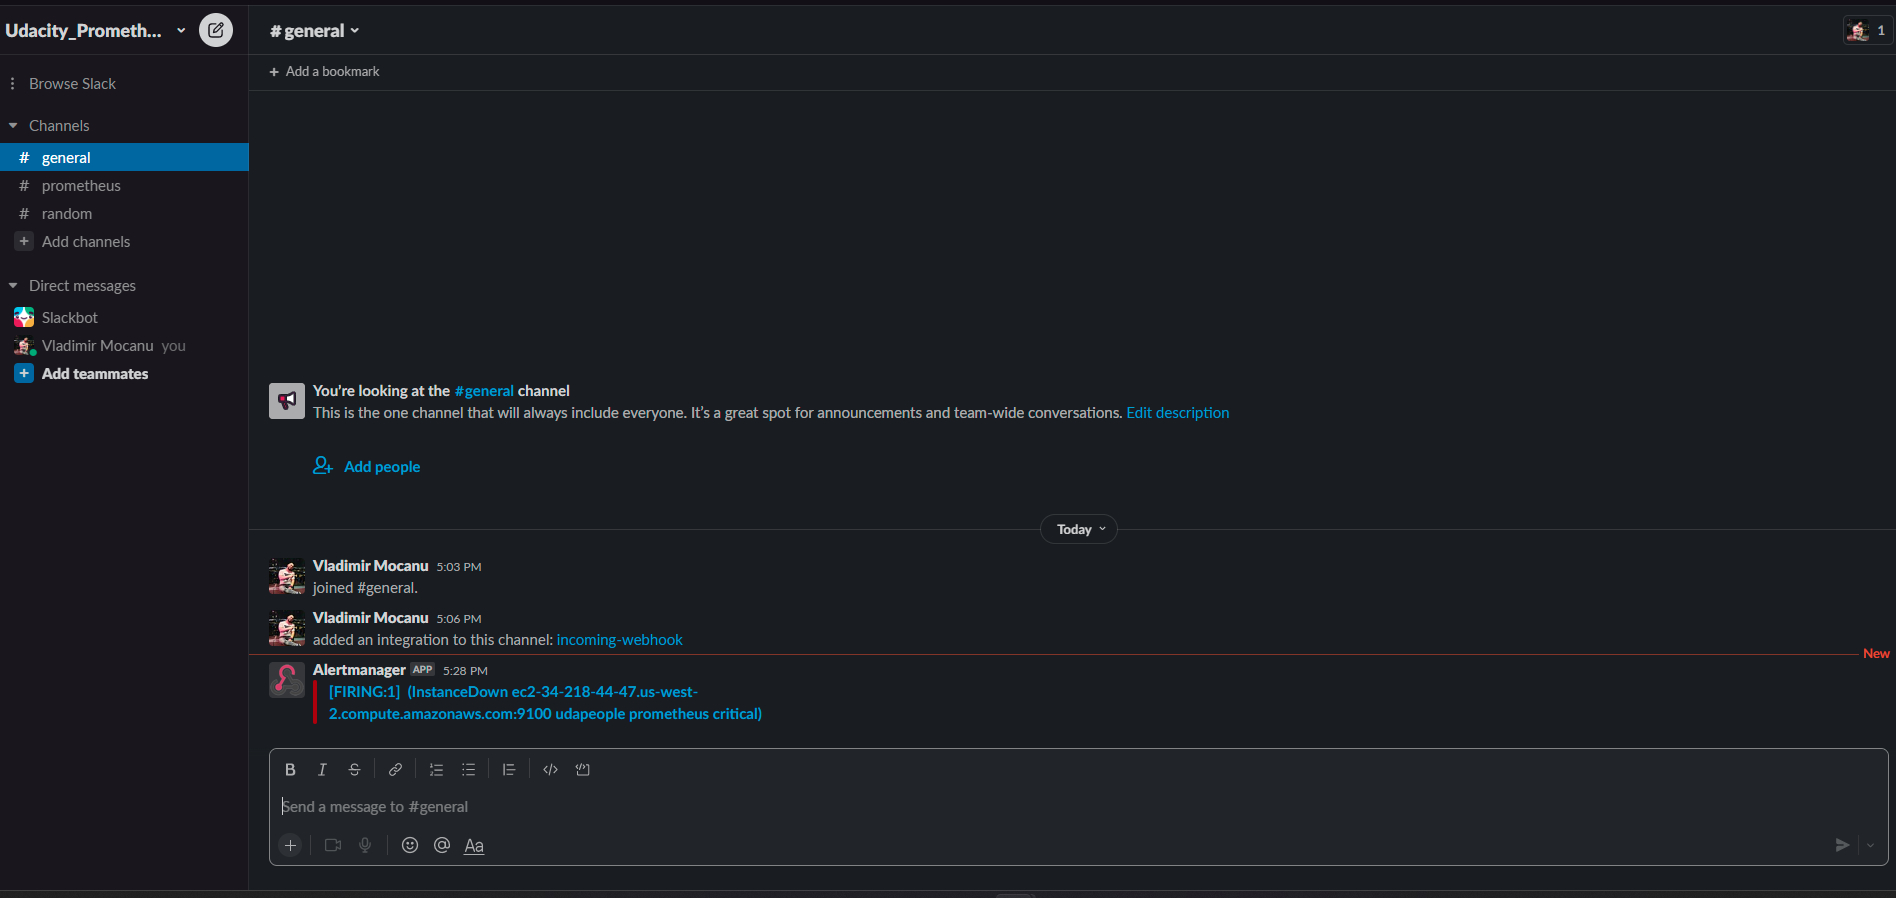 Udacity_Prometh...
Browse Slack
Channels
# general
# prometheus
# random
+ Add channels
Direct messages
Slackbot
Vladimir Mocanu you
+ Add teammates
# general
1
+ Add a bookmark
You're looking at the #general channel
This is the one channel that will always include everyone. It's a great spot for announcements and team-wide conversations. Edit description
Add people
Today
Vladimir Mocanu 5:03 PM
joined #general.
Vladimir Mocanu 5:06 PM
added an integration to this channel: incoming-webhook
New
Alertmanager APP 5:28 PM
[FIRING:1] (InstanceDown ec2-34-218-44-47.us-west-
2.compute.amazonaws.com:9100 udapeople prometheus critical)
Send a message to #general
Aa